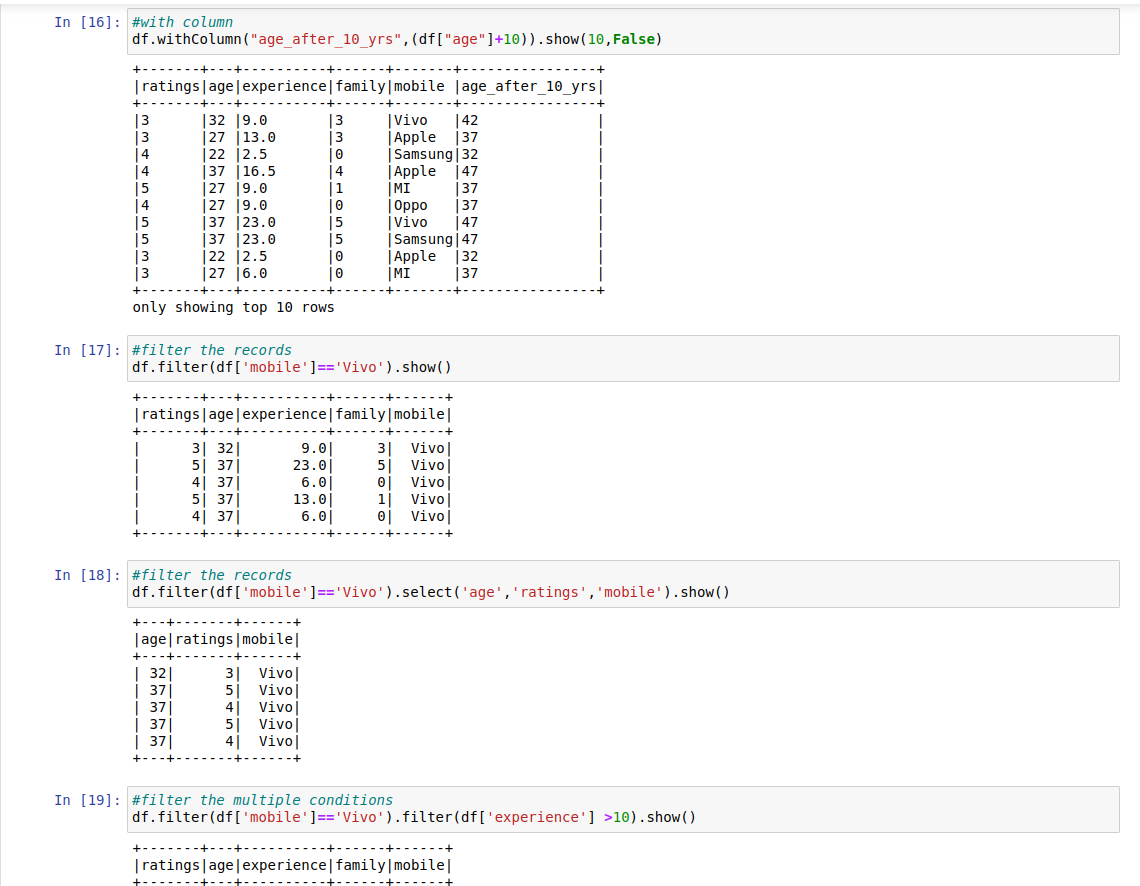 In [16]: #with column
df.withColumn("age_after_10_yrs",(df["age"]+10)).show(10,False)
+-------+---+----------+------+-------+----------------+
|ratings|age|experience|family|mobile |age_after_10_yrs|
+-------+---+----------+------+-------+----------------+
|3      |32 |9.0       |3     |Vivo   |42              |
|3      |27 |13.0      |3     |Apple  |37              |
|4      |22 |2.5       |0     |Samsung|32              |
|4      |37 |16.5      |4     |Apple  |47              |
|5      |27 |9.0       |1     |MI     |37              |
|4      |27 |9.0       |0     |Oppo   |37              |
|5      |37 |23.0      |5     |Vivo   |47              |
|5      |37 |23.0      |5     |Samsung|47              |
|3      |22 |2.5       |0     |Apple  |32              |
|3      |27 |6.0       |0     |MI     |37              |
+-------+---+----------+------+-------+----------------+
only showing top 10 rows
In [17]: #filter the records
df.filter(df['mobile']=='Vivo').show()
+-------+---+----------+------+------+
|ratings|age|experience|family|mobile|
+-------+---+----------+------+------+
|      3| 32|       9.0|     3|  Vivo|
|      5| 37|      23.0|     5|  Vivo|
|      4| 37|       6.0|     0|  Vivo|
|      5| 37|      13.0|     1|  Vivo|
|      4| 37|       6.0|     0|  Vivo|
+-------+---+----------+------+------+
In [18]: #filter the records
df.filter(df['mobile']=='Vivo').select('age','ratings','mobile').show()
+---+-------+------+
|age|ratings|mobile|
+---+-------+------+
| 32|      3|  Vivo|
| 37|      5|  Vivo|
| 37|      4|  Vivo|
| 37|      5|  Vivo|
| 37|      4|  Vivo|
+---+-------+------+
In [19]: #filter the multiple conditions
df.filter(df['mobile']=='Vivo').filter(df['experience'] >10).show()
+-------+---+----------+------+------+
|ratings|age|experience|family|mobile|
+-------+---+----------+------+------+